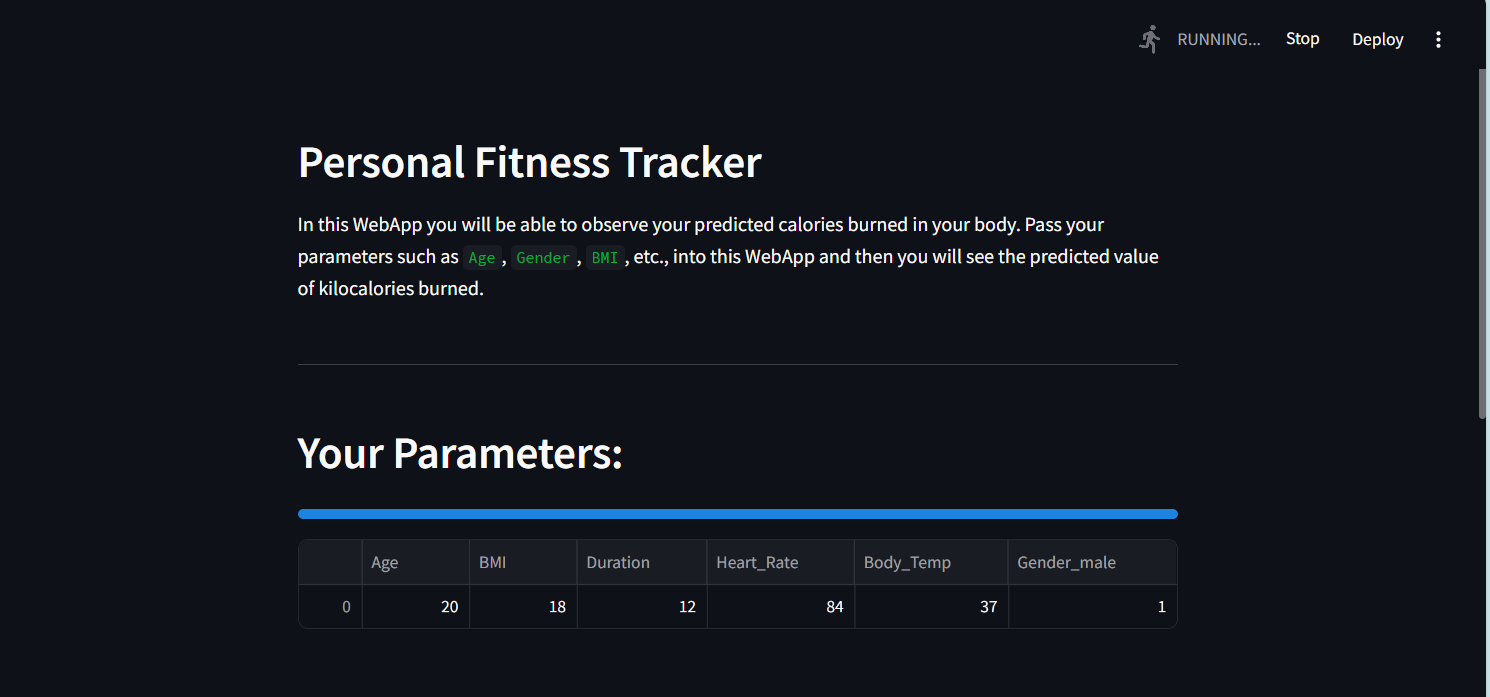 RUNNING... Stop Deploy
Personal Fitness Tracker
In this WebApp you will be able to observe your predicted calories burned in your body. Pass your
parameters such as Age, Gender, BMI, etc., into this WebApp and then you will see the predicted value
of kilocalories burned.
Your Parameters:
Age BMI Duration Heart_Rate Body_Temp Gender_male
0 20 18 12 84 37 1